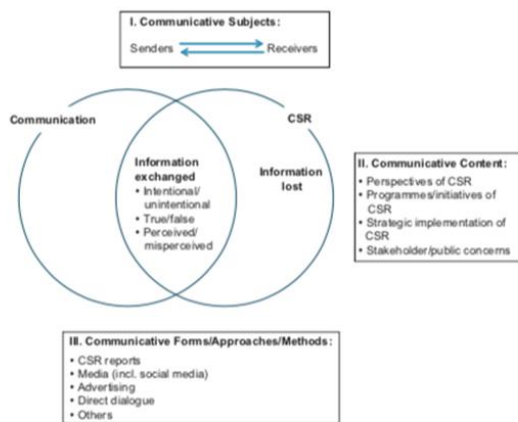 I. Communicative Subjects:
Senders
Receivers
Communication
CSR
Information
exchanged
• Intentional/
unintentional
• True/false
• Perceived/
misperceived
Information
lost
II. Communicative Content:
• Perspectives of CSR
• Programmes/initiatives of
CSR
• Strategic implementation of
CSR
• Stakeholder/public concerns
III. Communicative Forms/Approaches/Methods:
• CSR reports
• Media (incl. social media)
• Advertising
• Direct dialogue
• Others